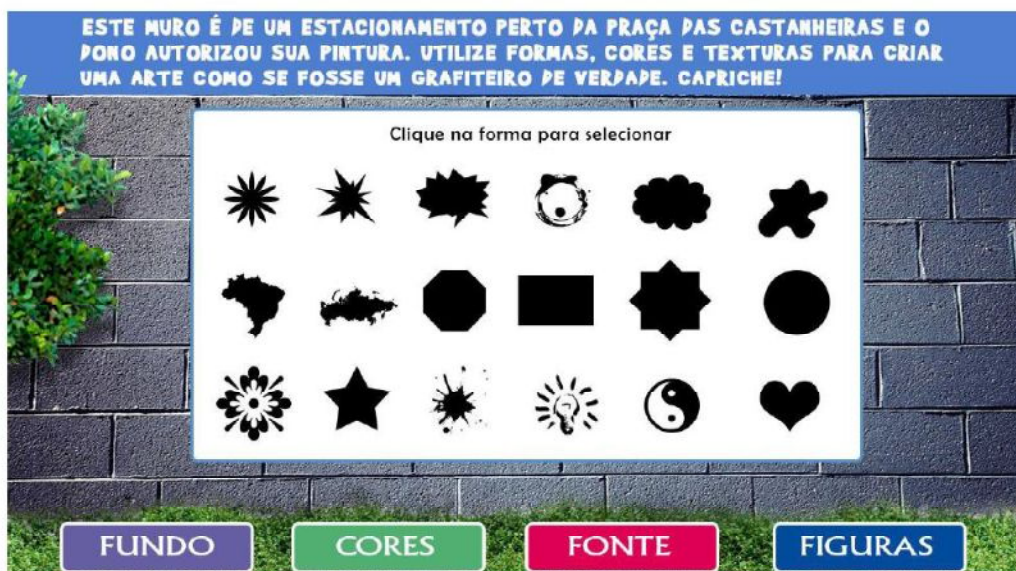 ESTE MURO É DE UM ESTACIONAMENTO PERTO DA PRAÇA DAS CASTANHEIRAS E O
DONO AUTORIZOU SUA PINTURA. UTILIZE FORMAS, CORES E TEXTURAS PARA CRIAR
UMA ARTE COMO SE FOSSE UM GRAFITEIRO DE VERDADE. CAPRICHE!
Clique na forma para selecionar
FUNDO
CORES
FONTE
FIGURAS